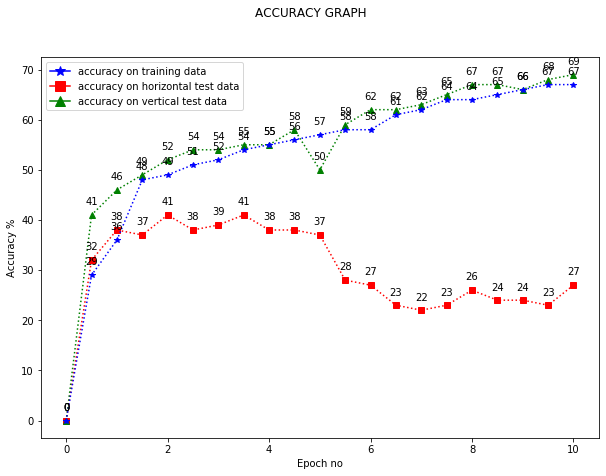 ACCURACY GRAPH
accuracy on training data
accuracy on horizontal test data
accuracy on vertical test data
Accuracy %
70
60
50
40
30
20
10
0
41 46 49 52 54 54 55 55 58 50 59 62 62 63 65 67 67 66 68 69
29 36 48 49 51 52 54 55 56 57 58 58 61 62 64 64 65 66 67 67
32 38 37 41 38 39 41 38 38 37 28 27 23 22 23 26 24 24 23 27
0 2 4 6 8 10
Epoch no